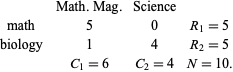 Math. Mag. Science
math 5 0 R₁ = 5
biology 1 4 R₂ = 5
C₁ = 6 C₂ = 4 N = 10.